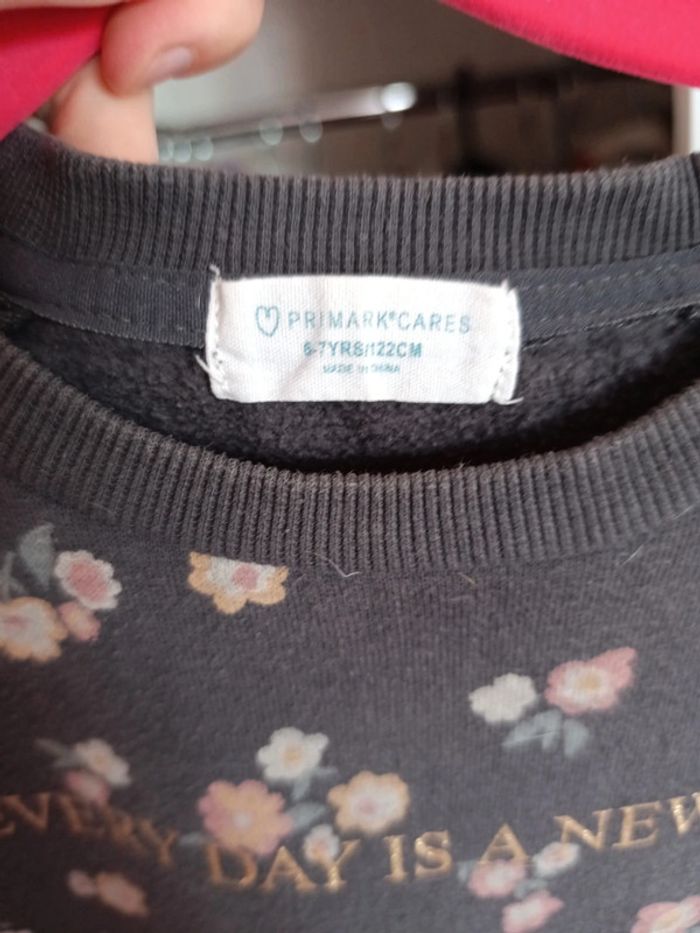 PRIMARK®CARES
6-7YRS/122CM
MADE IN CHINA
EVERY DAY IS A NEW